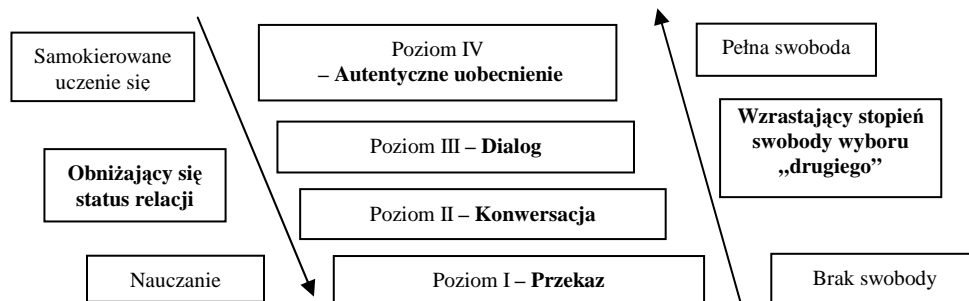 Samokierowane
uczenie się
Poziom IV
– Autentyczne uobecnienie
Pełna swoboda
Wzrastający stopień
swobody wyboru
„drugiego”
Poziom III – Dialog
Obniżający się
status relacji
Poziom II – Konwersacja
Nauczanie
Poziom I – Przekaz
Brak swobody